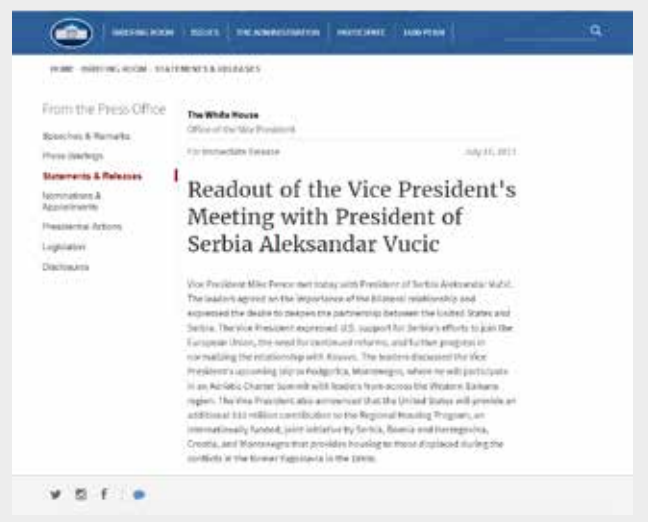 BRIEFING ROOM ISSUES THE ADMINISTRATION PARTICIPATE 1600 PENN
HOME · BRIEFING ROOM · STATEMENTS & RELEASES
From the Press Office
Speeches & Remarks
Press Briefings
Statements & Releases
Nominations &
Appointments
Presidential Actions
Legislation
Disclosures
The White House
Office of the Vice President
For Immediate Release
July 2017
Readout of the Vice President's
Meeting with President of
Serbia Aleksandar Vucic
Vice President Mike Pence met today with President of Serbia Aleksandar Vučić.
The leaders agreed on the importance of the bilateral relationship and
expressed the desire to deepen the partnership between the United States and
Serbia. The Vice President expressed U.S. support for Serbia's efforts to join the
European Union, the need for continued reforms, and further progress in
normalizing the relationship with Kosovo. The leaders discussed the Vice
President's upcoming trip to Podgorica, Montenegro, where he will participate
in an Adriatic Charter Summit with leaders from across the Western Balkans
region. The Vice President also announced that the United States will provide an
additional million contribution to the Regional Housing Program, an
internationally funded, joint initiative by Serbia, Bosnia and Herzegovina,
Croatia, and Montenegro that provides housing to those displaced during the
conflicts in the former Yugoslavia in the 1990s.